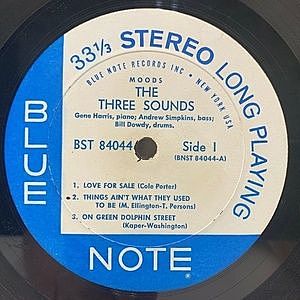 33 1/3 STEREO LONG PLAYING
BLUE NOTE RECORDS INC • NEW YORK USA
MOODS
THE
THREE SOUNDS
Gene Harris, piano; Andrew Simpkins, bass;
Bill Dowdy, drums.
BST 84044
Side 1
(BNST 84044-A)
1. LOVE FOR SALE (Cole Porter)
2. THINGS AIN'T WHAT THEY USED
TO BE (M. Ellington-T. Persons)
3. ON GREEN DOLPHIN STREET
(Kaper-Washington)
BLUE
NOTE
®